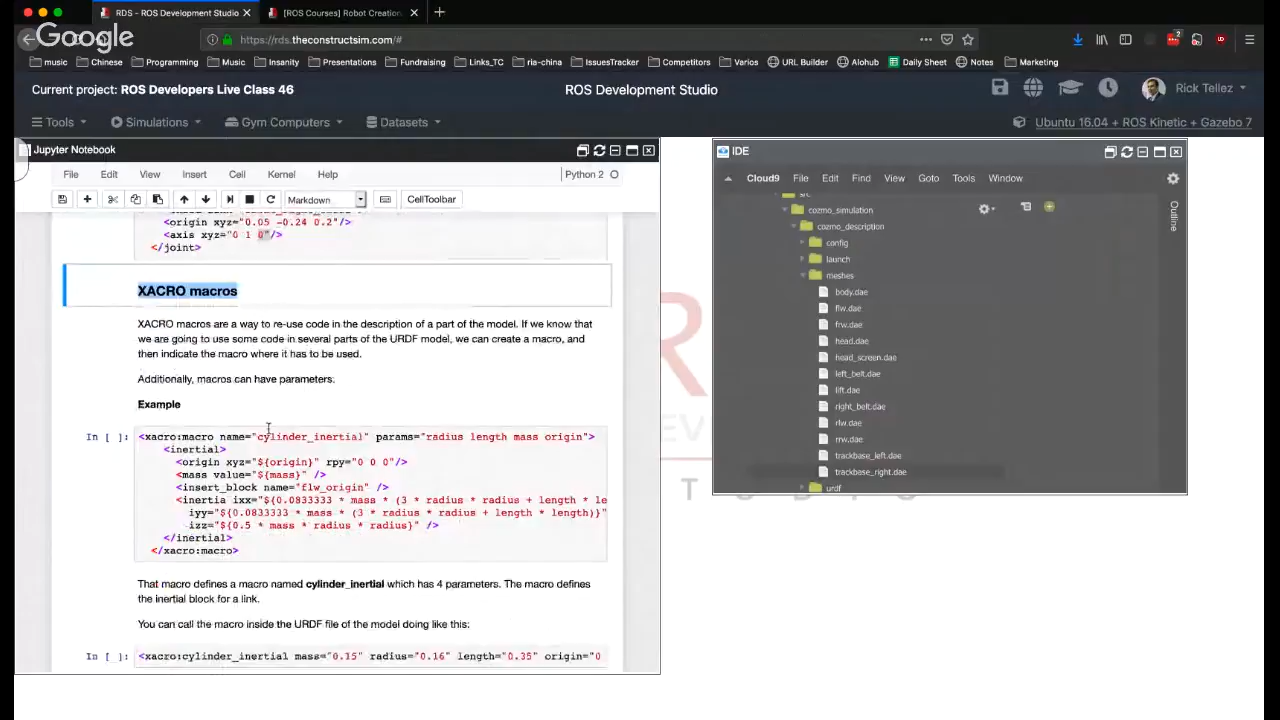 RDS - ROS Development Studio
[ROS Courses] Robot Creation
Google
https://rds.theconstructsim.com/#
2
music
Chinese
Programming
Music
Insanity
Presentations
Fundraising
Links_TC
ria-china
IssuesTracker
Competitors
Varios
URL Builder
Alohub
Daily Sheet
Notes
Marketing
Current project: ROS Developers Live Class 46
ROS Development Studio
Rick Tellez
Tools
Simulations
Gym Computers
Datasets
Ubuntu 16.04 + ROS Kinetic + Gazebo 7
Jupyter Notebook
File Edit View Insert Cell Kernel Help
Python 2
Markdown
CellToolbar
<origin xyz="0.05 -0.24 0.2"/>
<axis xyz="0 1 0"/>
</joint>
XACRO macros
XACRO macros are a way to re-use code in the description of a part of the model. If we know that
we are going to use some code in several parts of the URDF model, we can create a macro, and
then indicate the macro where it has to be used.
Additionally, macros can have parameters:
Example
In [ ]: <xacro:macro name="cylinder_inertial" params="radius length mass origin">
<inertial>
<origin xyz="${origin}" rpy="0 0 0"/>
<mass value="${mass}" />
<insert_block name="flw_origin" />
<inertia ixx="${0.0833333 * mass * (3 * radius * radius + length * le
iyy="${0.0833333 * mass * (3 * radius * radius + length * length)}"
izz="${0.5 * mass * radius * radius}" />
</inertial>
</xacro:macro>
That macro defines a macro named cylinder_inertial which has 4 parameters. The macro defines
the inertial block for a link.
You can call the macro inside the URDF file of the model doing like this:
In [ ]: <xacro:cylinder_inertial mass="0.15" radius="0.16" length="0.35" origin="0
IDE
Cloud9 File Edit Find View Goto Tools Window
Outline
src
cozmo_simulation
cozmo_description
config
launch
meshes
body.dae
flw.dae
frw.dae
head.dae
head_screen.dae
left_belt.dae
lift.dae
right_belt.dae
rlw.dae
rrw.dae
trackbase_left.dae
trackbase_right.dae
urdf